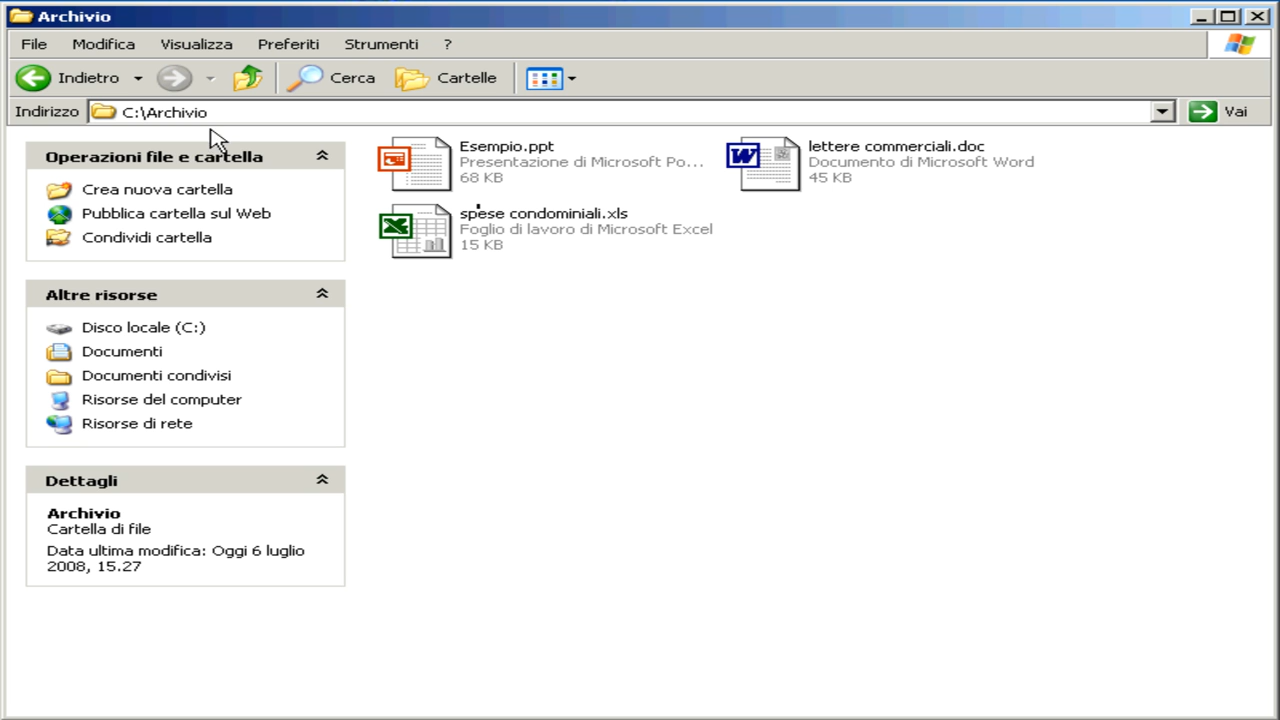 Archivio
File Modifica Visualizza Preferiti Strumenti ?
Indietro Cerca Cartelle
Indirizzo C:\Archivio Vai
Operazioni file e cartella
Crea nuova cartella
Pubblica cartella sul Web
Condividi cartella
Altre risorse
Disco locale (C:)
Documenti
Documenti condivisi
Risorse del computer
Risorse di rete
Dettagli
Archivio
Cartella di file
Data ultima modifica: Oggi 6 luglio
2008, 15.27
Esempio.ppt
Presentazione di Microsoft Po...
68 KB
lettere commerciali.doc
Documento di Microsoft Word
45 KB
spese condominiali.xls
Foglio di lavoro di Microsoft Excel
15 KB